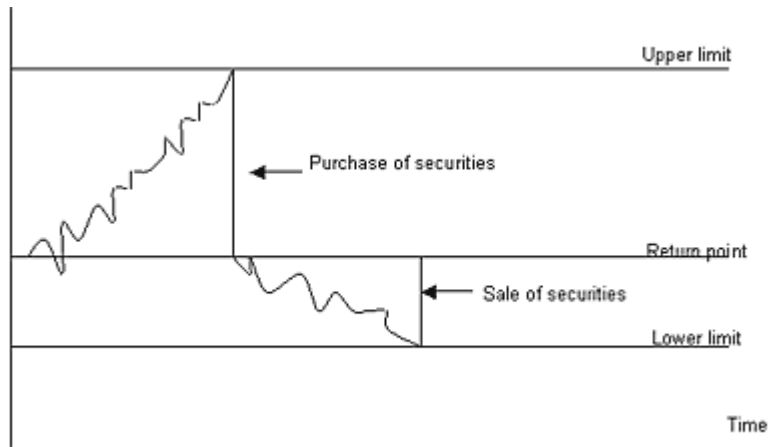 Upper limit
Purchase of securities
Return point
Sale of securities
Lower limit
Time